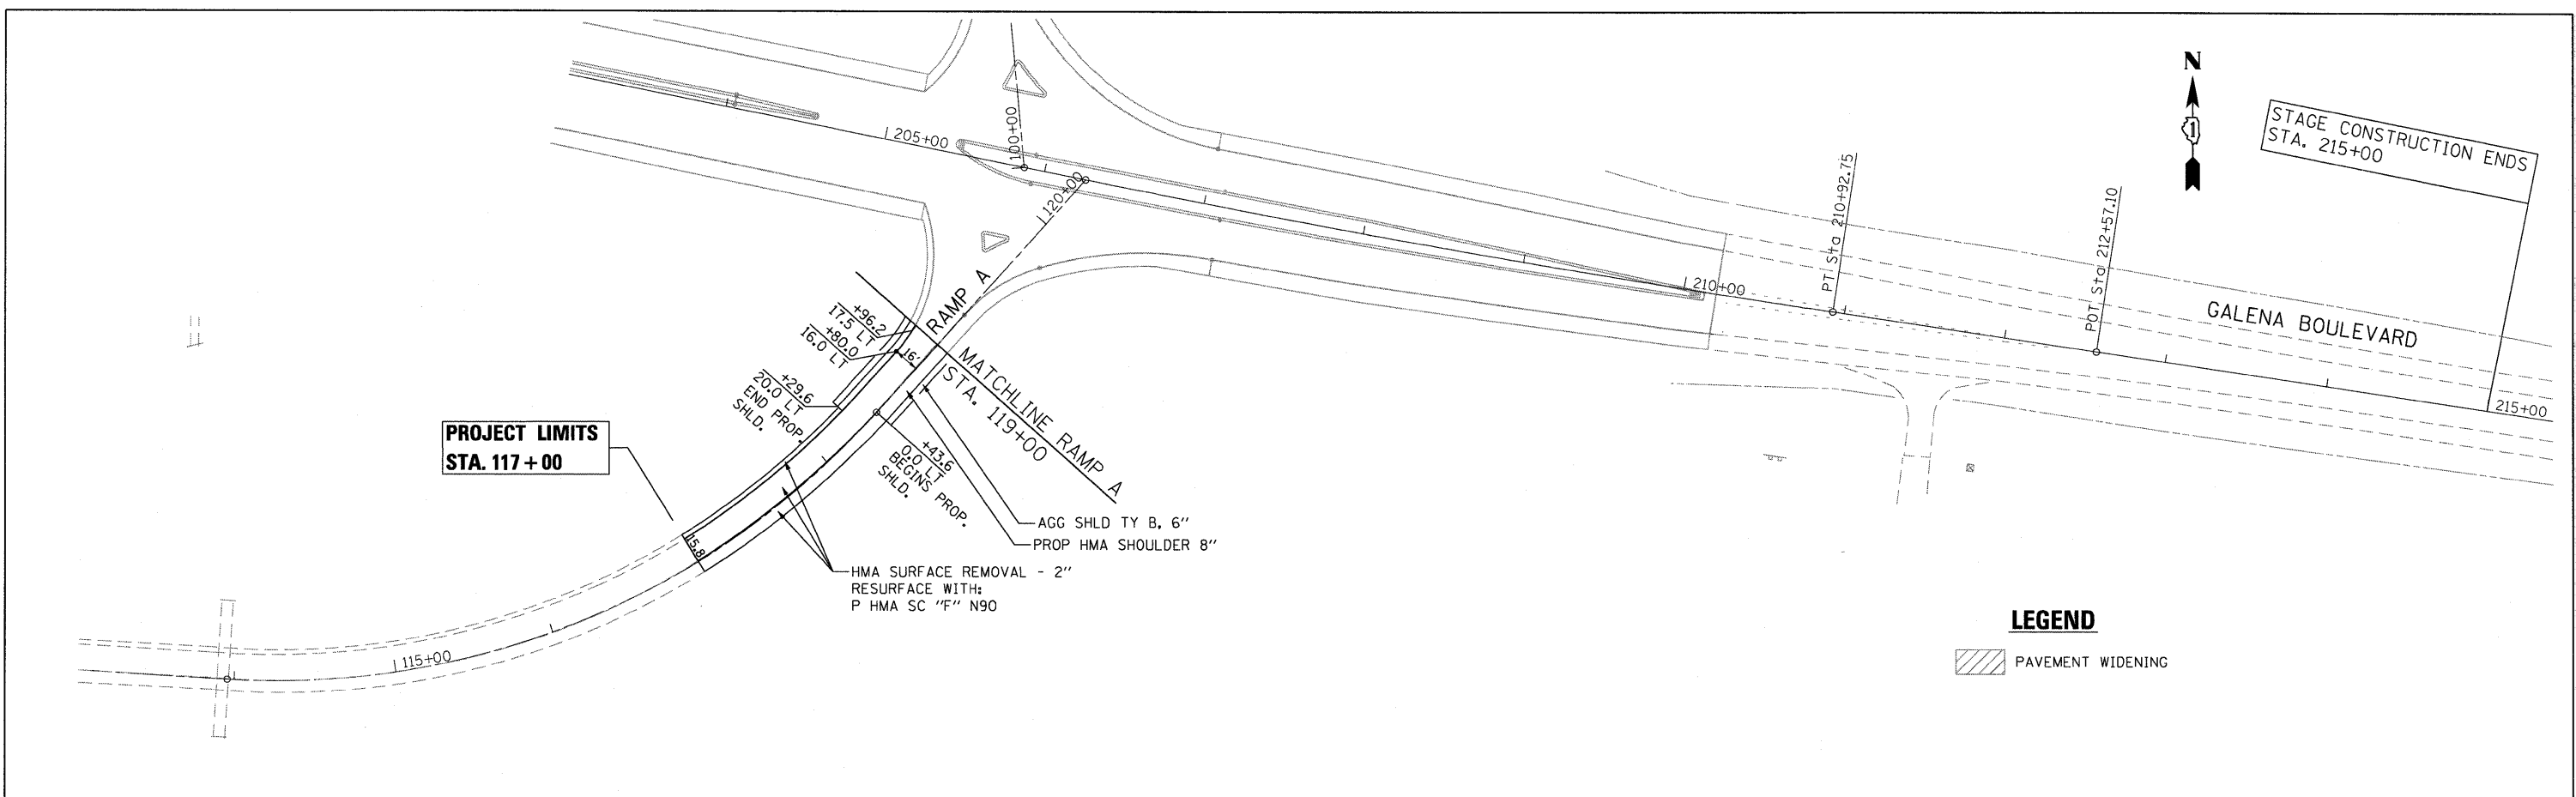 N
STAGE CONSTRUCTION ENDS
STA. 215+00
205+00
100+00
120+00
210+00
PT Sta 210+92.75
POT Sta 212+57.10
GALENA BOULEVARD
215+00
RAMP A
+96.2
17.5 LT
+80.0
16.0 LT
16'
+29.6
20.0 LT
END PROP.
SHLD.
MATCHLINE RAMP A
STA. 119+00
PROJECT LIMITS
STA. 117+00
+43.6
0.0 LT
BEGINS PROP.
SHLD.
15.8
AGG SHLD TY B, 6"
PROP HMA SHOULDER 8"
HMA SURFACE REMOVAL - 2"
RESURFACE WITH:
P HMA SC "F" N90
115+00
LEGEND
PAVEMENT WIDENING